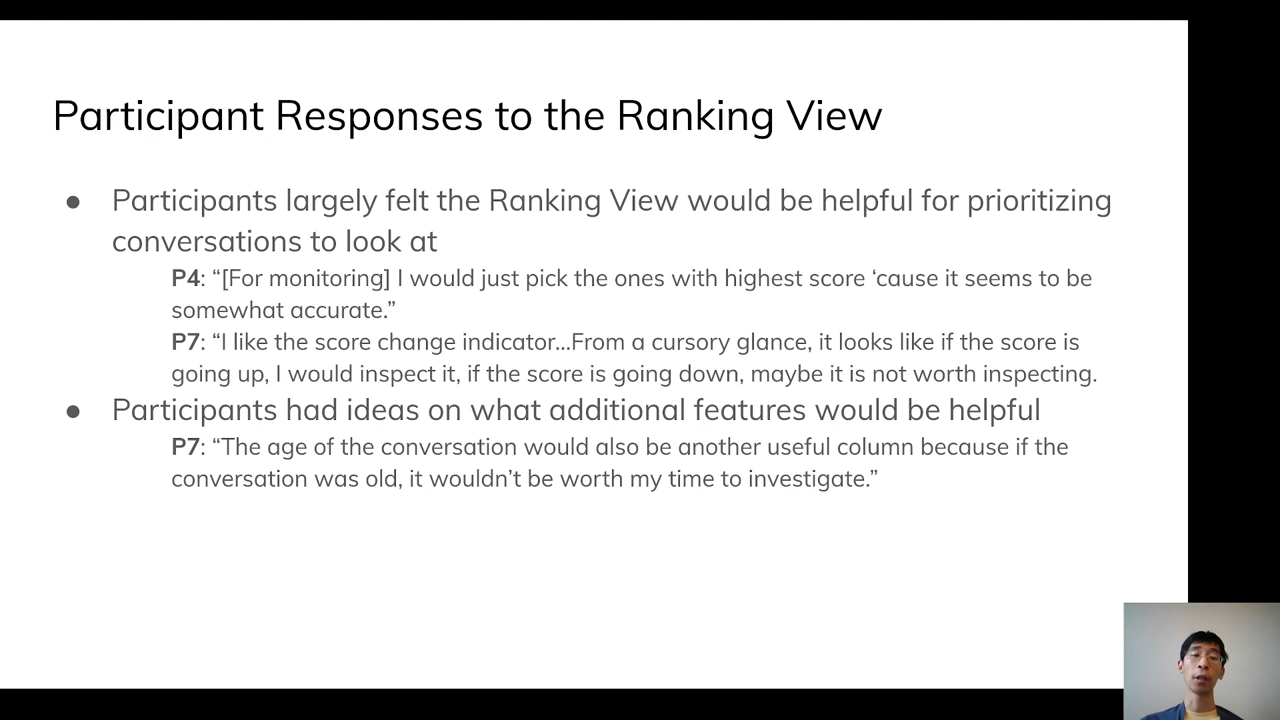 Participant Responses to the Ranking View
● Participants largely felt the Ranking View would be helpful for prioritizing
conversations to look at
P4: “[For monitoring] I would just pick the ones with highest score ‘cause it seems to be
somewhat accurate.”
P7: “I like the score change indicator...From a cursory glance, it looks like if the score is
going up, I would inspect it, if the score is going down, maybe it is not worth inspecting.
● Participants had ideas on what additional features would be helpful
P7: “The age of the conversation would also be another useful column because if the
conversation was old, it wouldn’t be worth my time to investigate.”